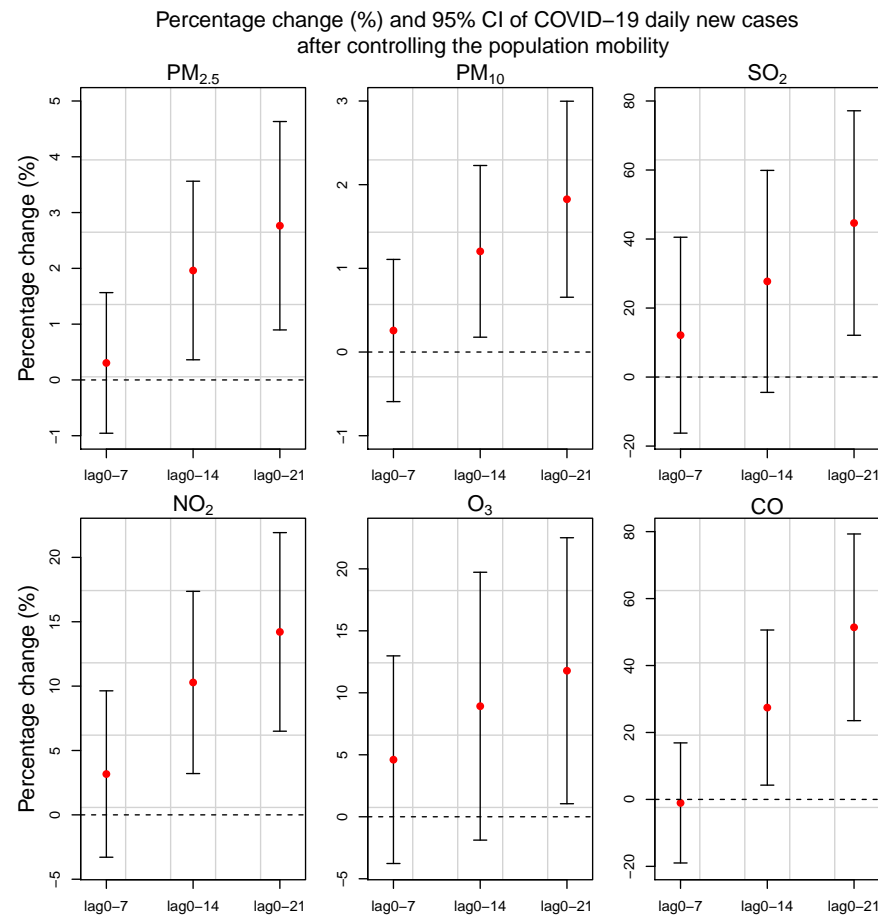 Percentage change (%) and 95% CI of COVID−19 daily new cases
after controlling the population mobility
PM2.5
PM10
SO2
Percentage change (%)
5
4
3
2
1
0
−1
3
2
1
0
−1
80
60
40
20
0
−20
lag0−7 lag0−14 lag0−21
lag0−7 lag0−14 lag0−21
lag0−7 lag0−14 lag0−21
NO2
O3
CO
Percentage change (%)
20
15
10
5
0
−5
20
15
10
5
0
−5
80
60
40
20
0
−20
lag0−7 lag0−14 lag0−21
lag0−7 lag0−14 lag0−21
lag0−7 lag0−14 lag0−21